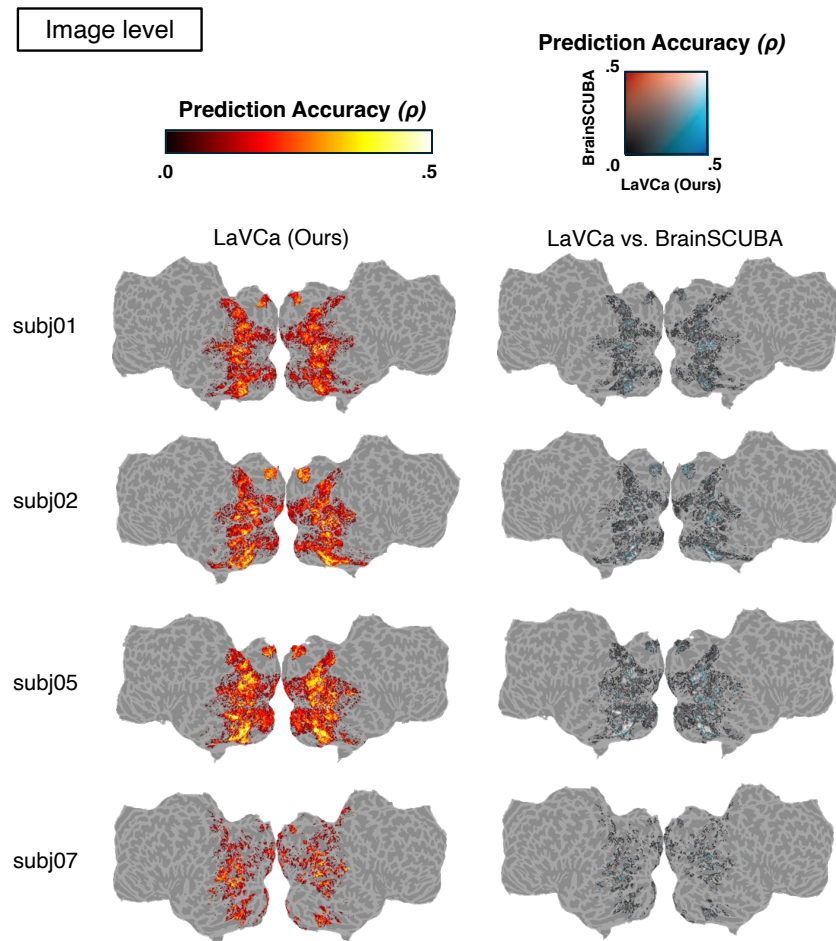 Image level
Prediction Accuracy (ρ)
.0
.5
Prediction Accuracy (ρ)
.5
BrainSCUBA
.0
.5
LaVCa (Ours)
LaVCa (Ours)
LaVCa vs. BrainSCUBA
subj01
subj02
subj05
subj07